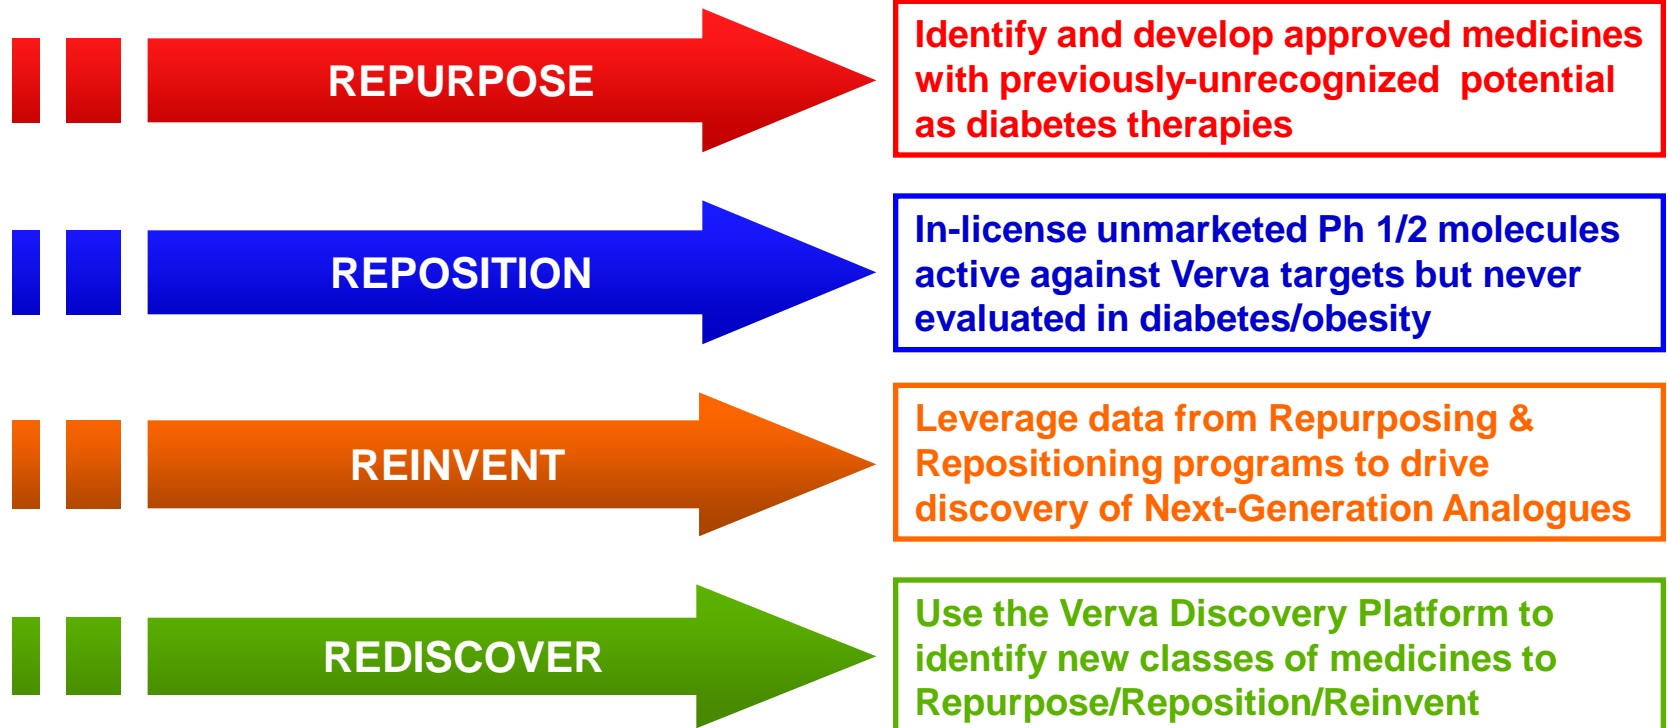 REPURPOSE
Identify and develop approved medicines
with previously-unrecognized  potential
as diabetes therapies
REPOSITION
In-license unmarketed Ph 1/2 molecules
active against Verva targets but never
evaluated in diabetes/obesity
REINVENT
Leverage data from Repurposing &
Repositioning programs to drive
discovery of Next-Generation Analogues
REDISCOVER
Use the Verva Discovery Platform to
identify new classes of medicines to
Repurpose/Reposition/Reinvent